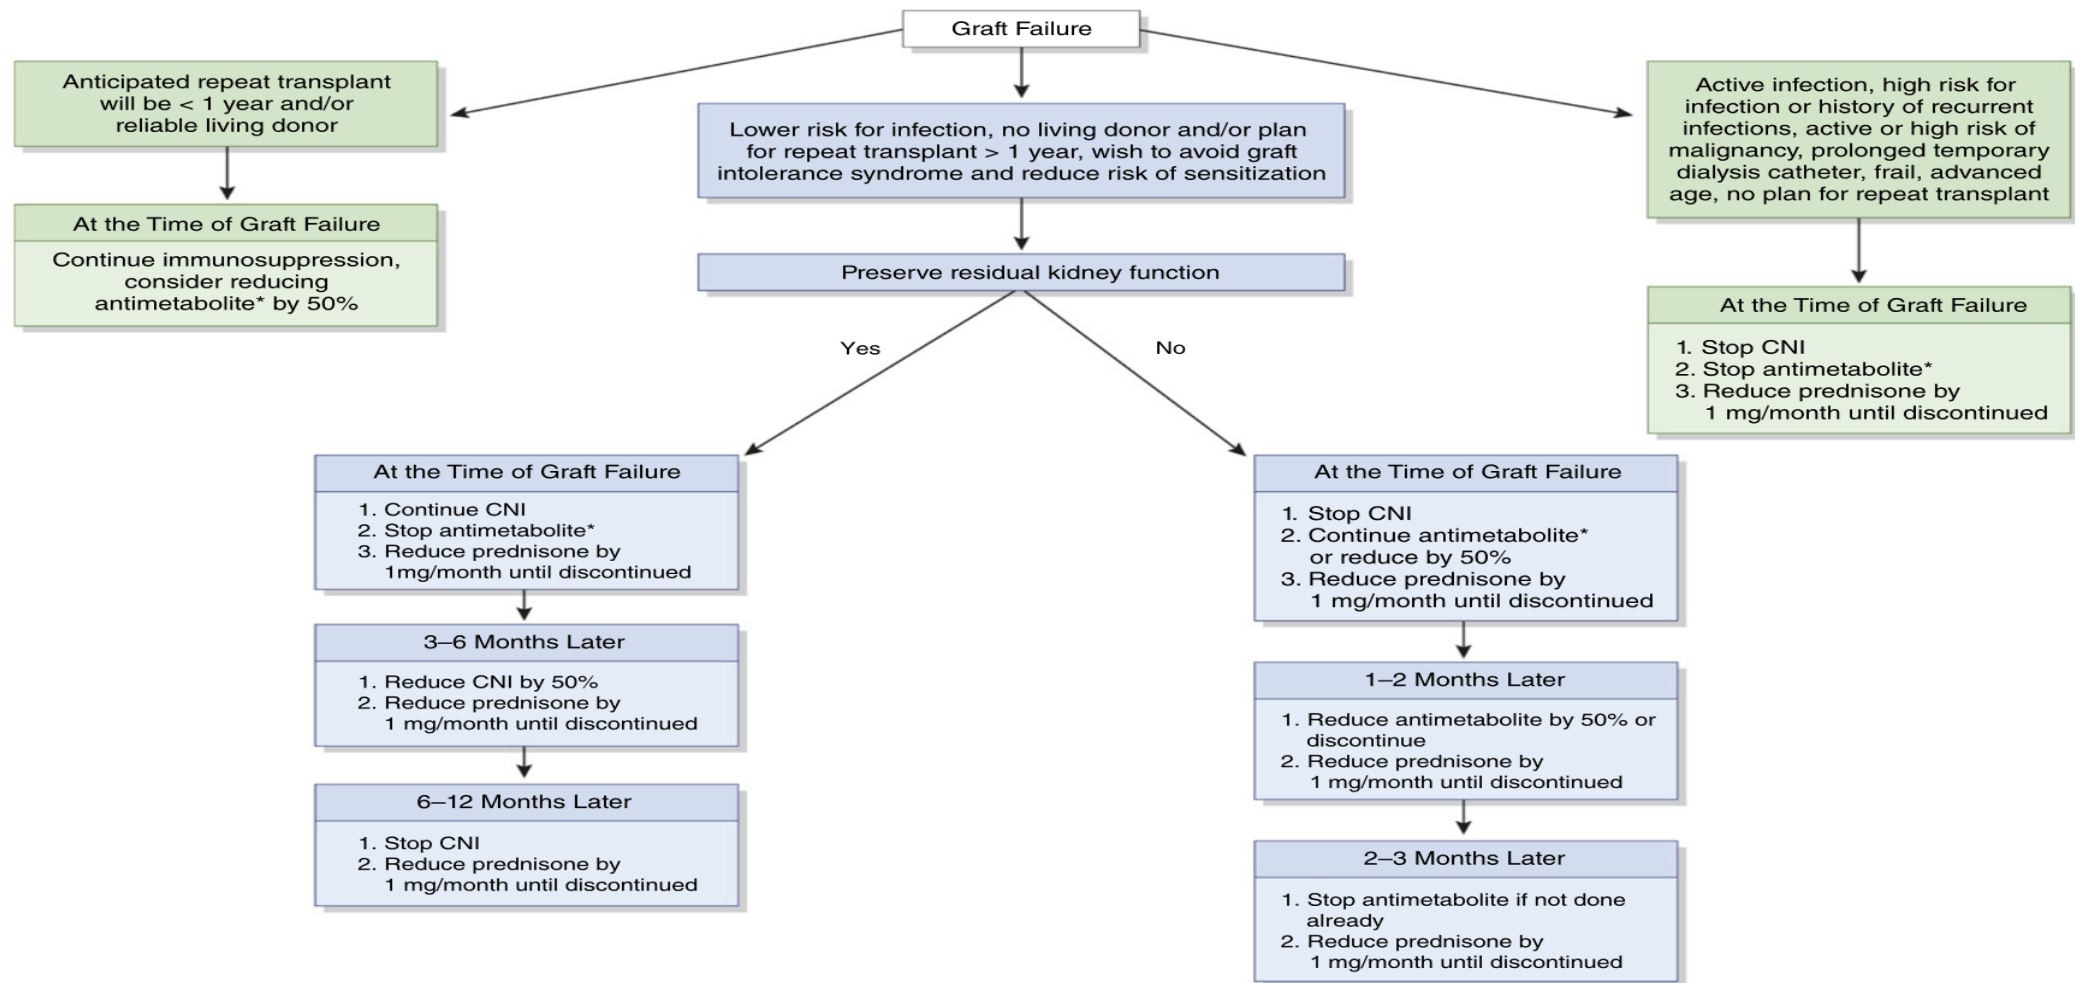 Graft Failure
Anticipated repeat transplant
will be < 1 year and/or
reliable living donor
At the Time of Graft Failure
Continue immunosuppression,
consider reducing
antimetabolite* by 50%
Lower risk for infection, no living donor and/or plan
for repeat transplant > 1 year, wish to avoid graft
intolerance syndrome and reduce risk of sensitization
Preserve residual kidney function
Active infection, high risk for
infection or history of recurrent
infections, active or high risk of
malignancy, prolonged temporary
dialysis catheter, frail, advanced
age, no plan for repeat transplant
At the Time of Graft Failure
1. Stop CNI
2. Stop antimetabolite*
3. Reduce prednisone by
1 mg/month until discontinued
Yes
No
At the Time of Graft Failure
1. Continue CNI
2. Stop antimetabolite*
3. Reduce prednisone by
1mg/month until discontinued
3–6 Months Later
1. Reduce CNI by 50%
2. Reduce prednisone by
1 mg/month until discontinued
6–12 Months Later
1. Stop CNI
2. Reduce prednisone by
1 mg/month until discontinued
At the Time of Graft Failure
1. Stop CNI
2. Continue antimetabolite*
or reduce by 50%
3. Reduce prednisone by
1 mg/month until discontinued
1–2 Months Later
1. Reduce antimetabolite by 50% or
discontinue
2. Reduce prednisone by
1 mg/month until discontinued
2–3 Months Later
1. Stop antimetabolite if not done
already
2. Reduce prednisone by
1 mg/month until discontinued